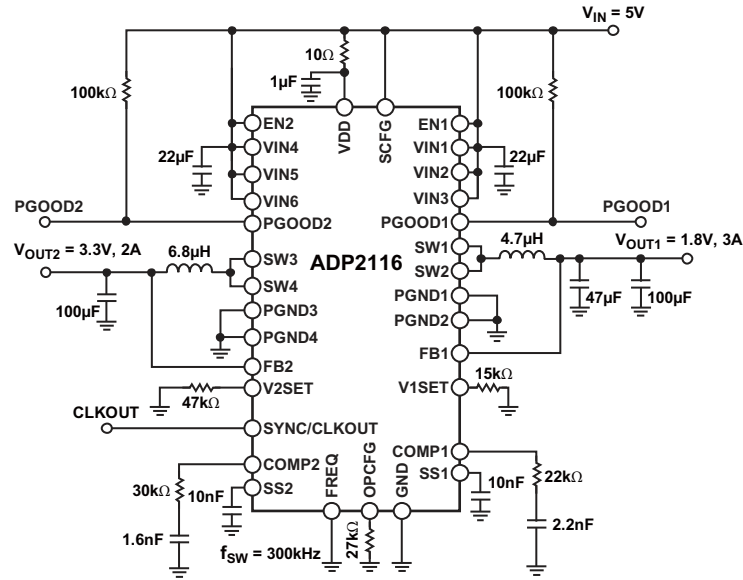 VIN = 5V
10Ω
1µF
100kΩ
100kΩ
VDD
SCFG
EN2
VIN4
VIN5
VIN6
PGOOD2
EN1
VIN1
VIN2
VIN3
PGOOD1
22µF
22µF
PGOOD2
PGOOD1
VOUT2 = 3.3V, 2A
6.8µH
SW3
SW4
ADP2116
SW1
SW2
4.7µH
VOUT1 = 1.8V, 3A
100µF
47µF
100µF
PGND3
PGND4
PGND1
PGND2
FB2
FB1
V2SET
47kΩ
V1SET
15kΩ
CLKOUT
SYNC/CLKOUT
COMP2
SS2
COMP1
SS1
30kΩ
10nF
1.6nF
FREQ
OPCFG
GND
10nF
22kΩ
2.2nF
fSW = 300kHz
27kΩ